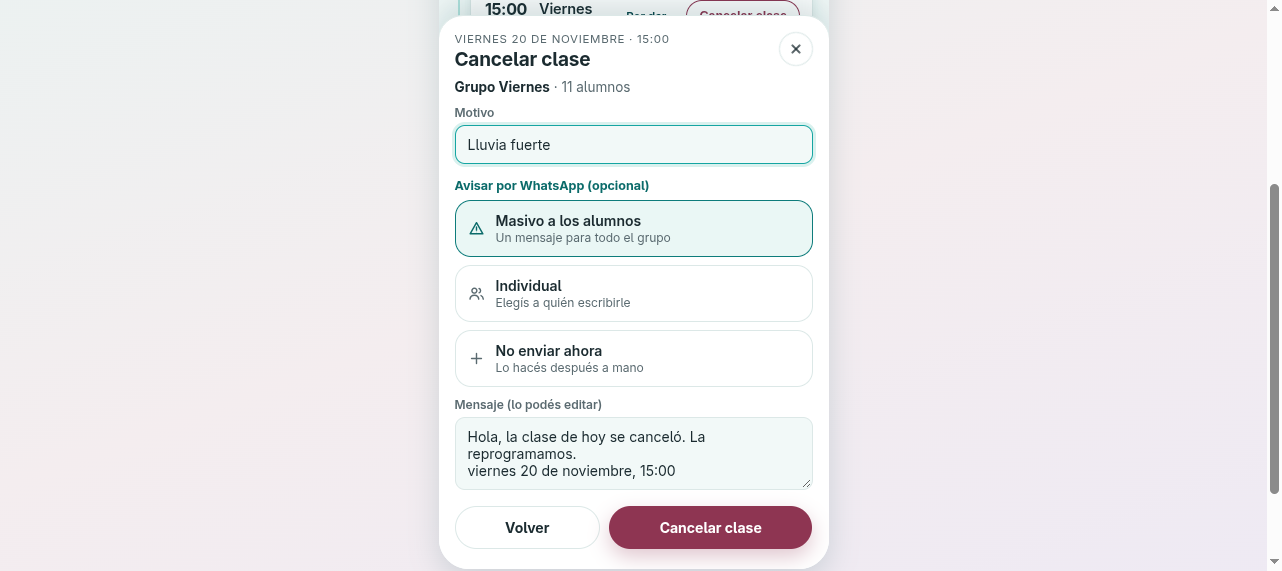 15:00 Viernes
VIERNES 20 DE NOVIEMBRE · 15:00
Cancelar clase
Grupo Viernes · 11 alumnos
Motivo
Lluvia fuerte
Avisar por WhatsApp (opcional)
Masivo a los alumnos
Un mensaje para todo el grupo
Individual
Elegís a quién escribirle
No enviar ahora
Lo hacés después a mano
Mensaje (lo podés editar)
Hola, la clase de hoy se canceló. La
reprogramamos.
viernes 20 de noviembre, 15:00
Volver
Cancelar clase